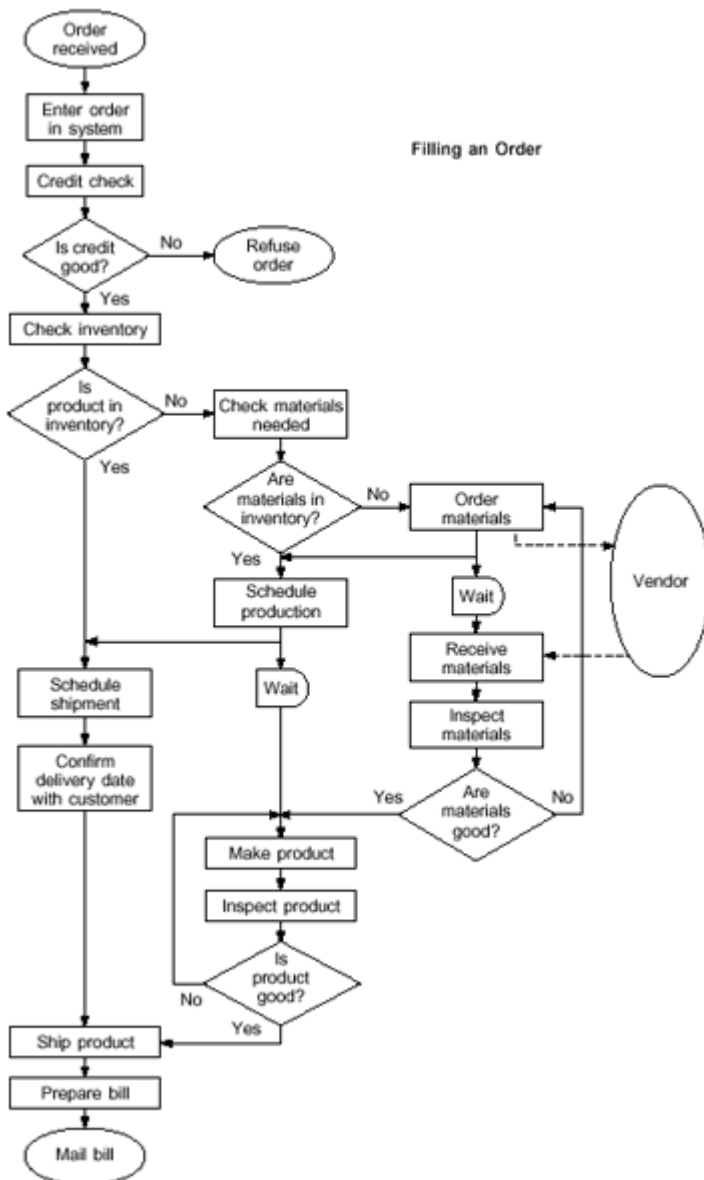 Order
received
Enter order
in system
Filling an Order
Credit check
Is credit
good?
No
Refuse
order
Yes
Check inventory
Is
product in
inventory?
No
Check materials
needed
Yes
Are
materials in
inventory?
No
Order
materials
Vendor
Yes
Schedule
production
Wait
Receive
materials
Schedule
shipment
Wait
Inspect
materials
Confirm
delivery date
with customer
Yes
Are
materials
good?
No
Make product
Inspect product
Is
product
good?
No
Yes
Ship product
Prepare bill
Mail bill